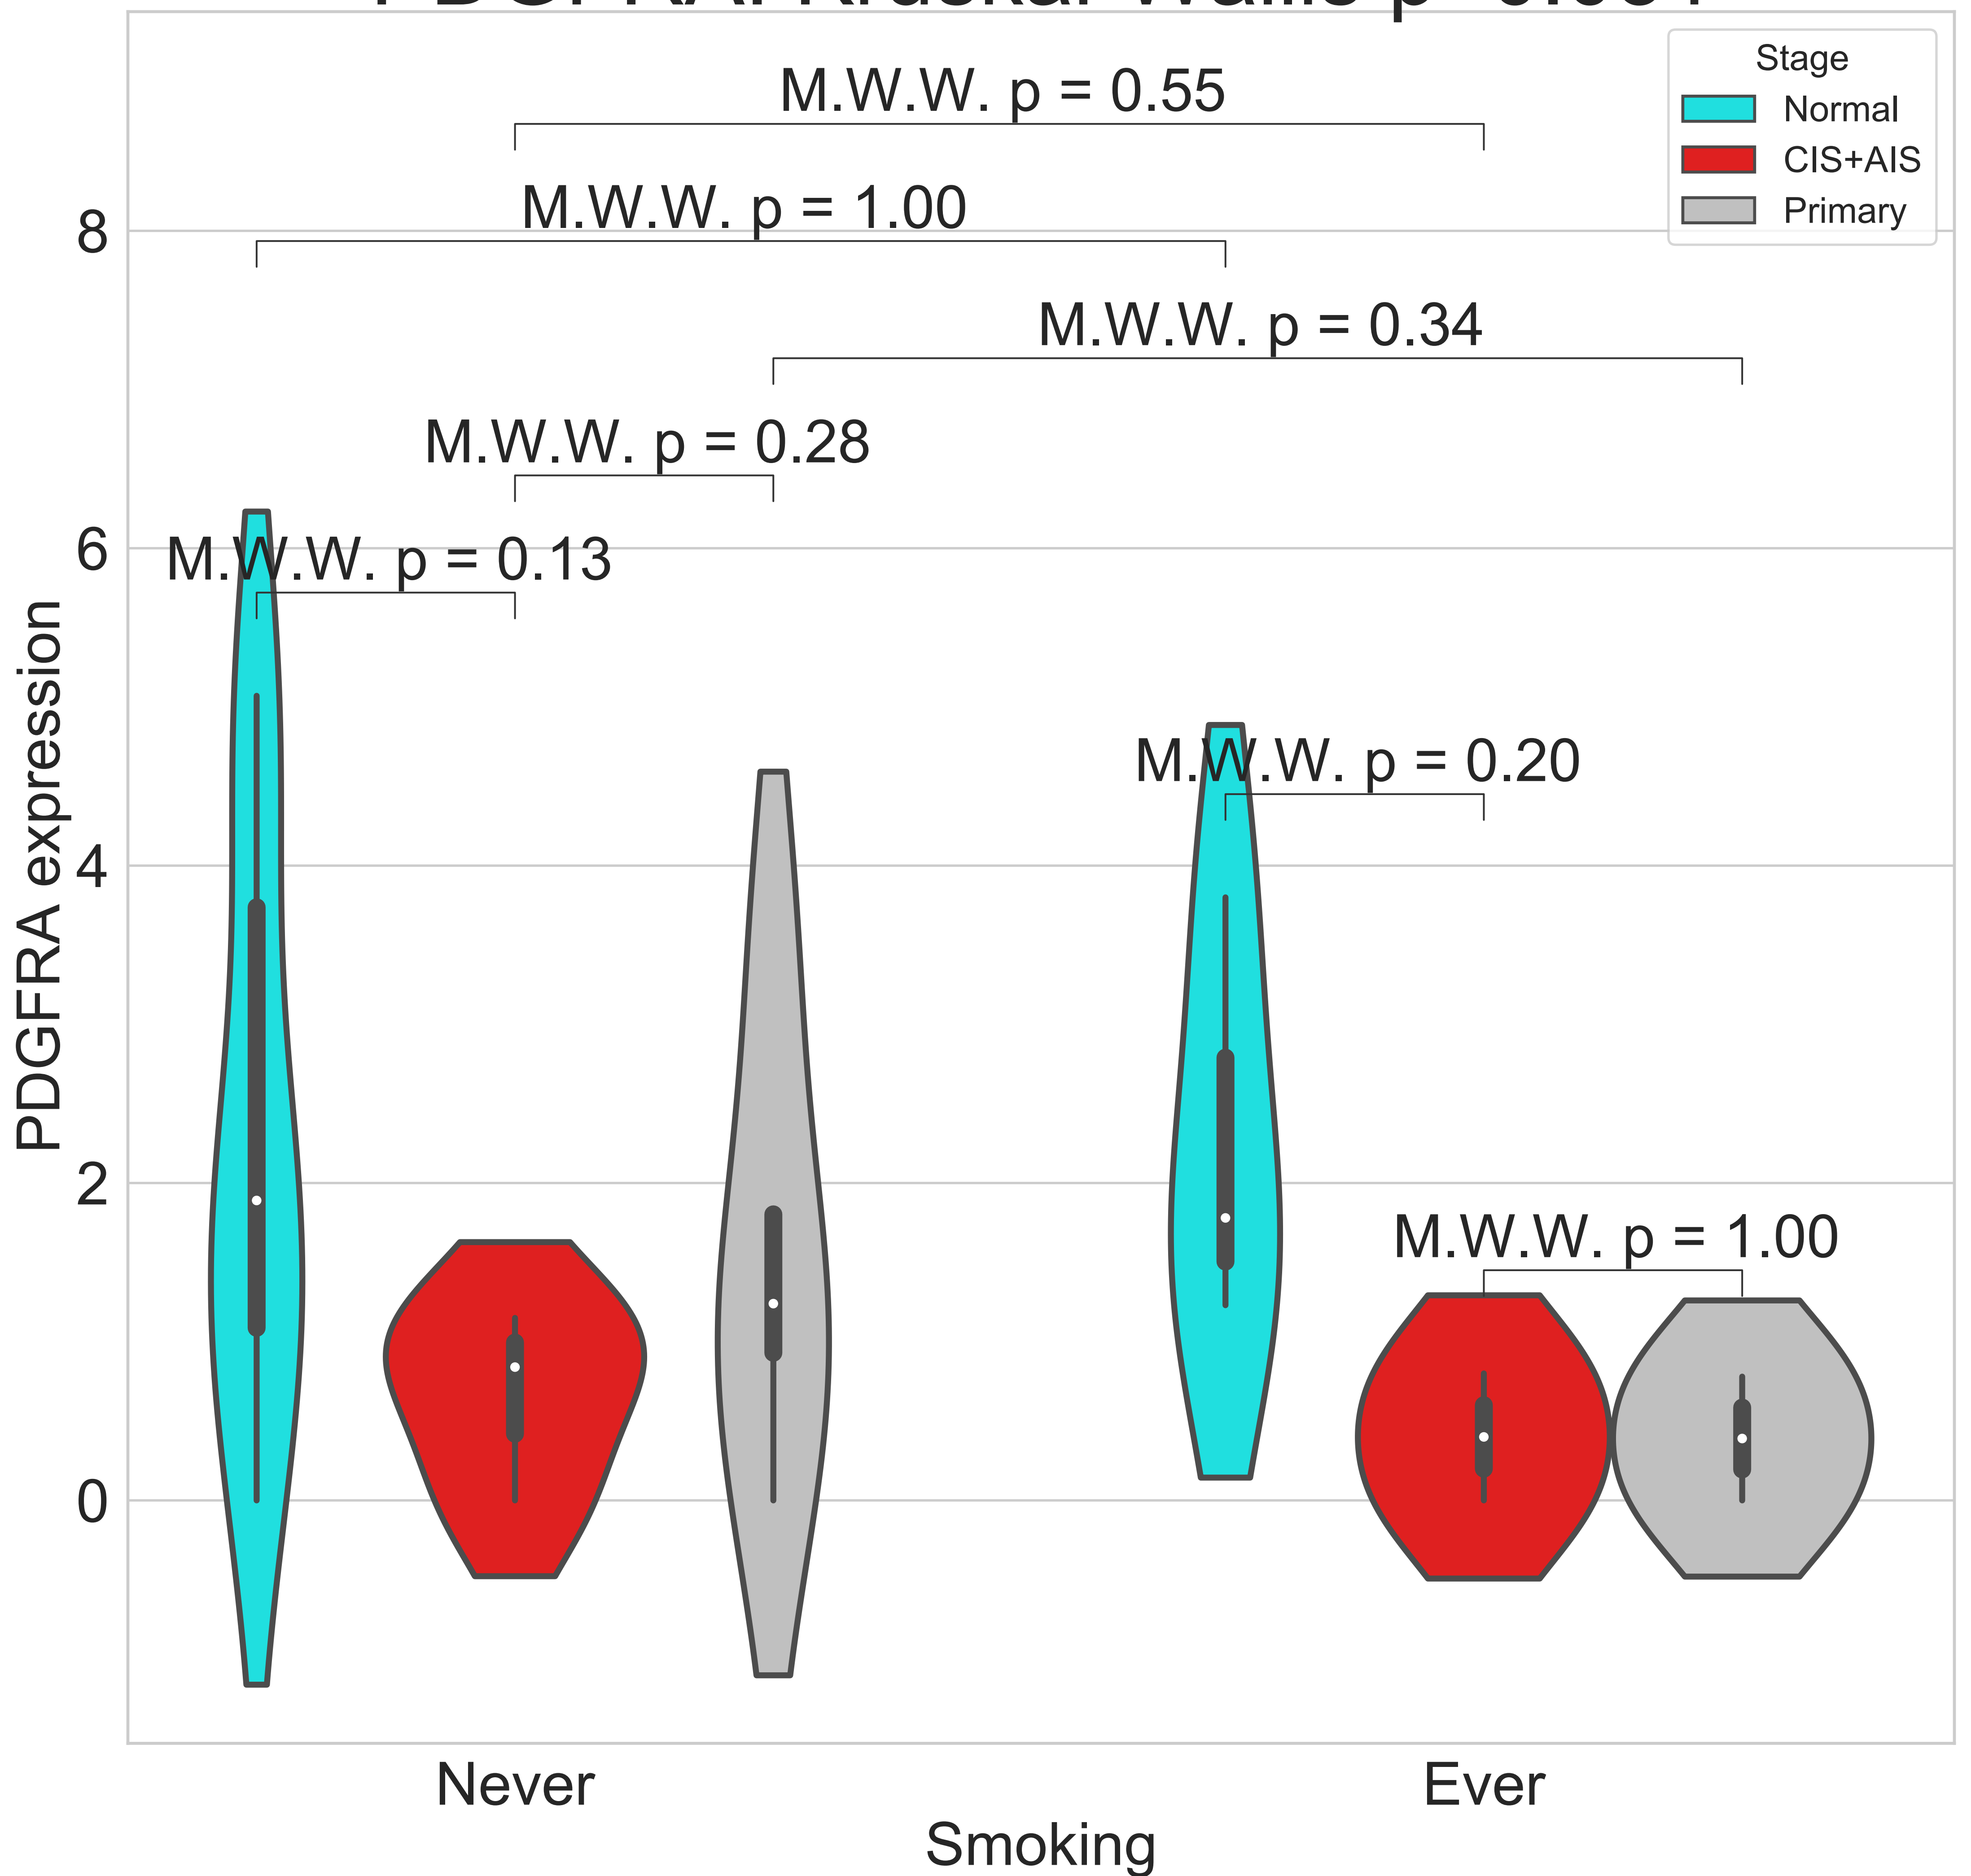 Stage
Normal
CIS+AIS
Primary
M.W.W. p = 0.55
M.W.W. p = 1.00
M.W.W. p = 0.34
M.W.W. p = 0.28
M.W.W. p = 0.13
M.W.W. p = 0.20
M.W.W. p = 1.00
PDGFRA expression
8
6
4
2
0
Never
Ever
Smoking